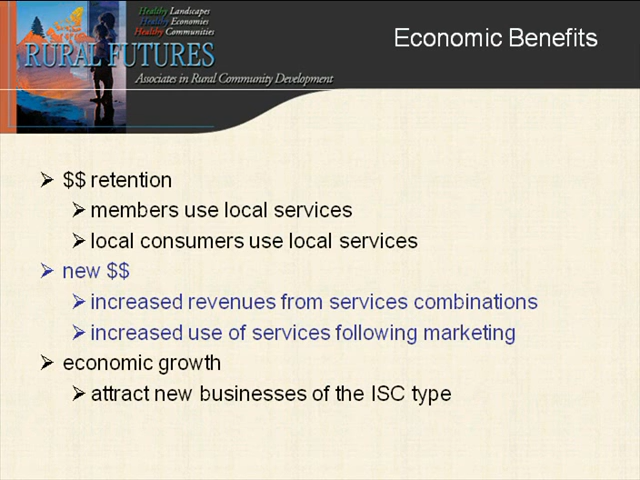 Healthy Landscapes
Healthy Economies
Healthy Communities
RURAL FUTURES
Associates in Rural Community Development
Economic Benefits
$$ retention
members use local services
local consumers use local services
new $$
increased revenues from services combinations
increased use of services following marketing
economic growth
attract new businesses of the ISC type